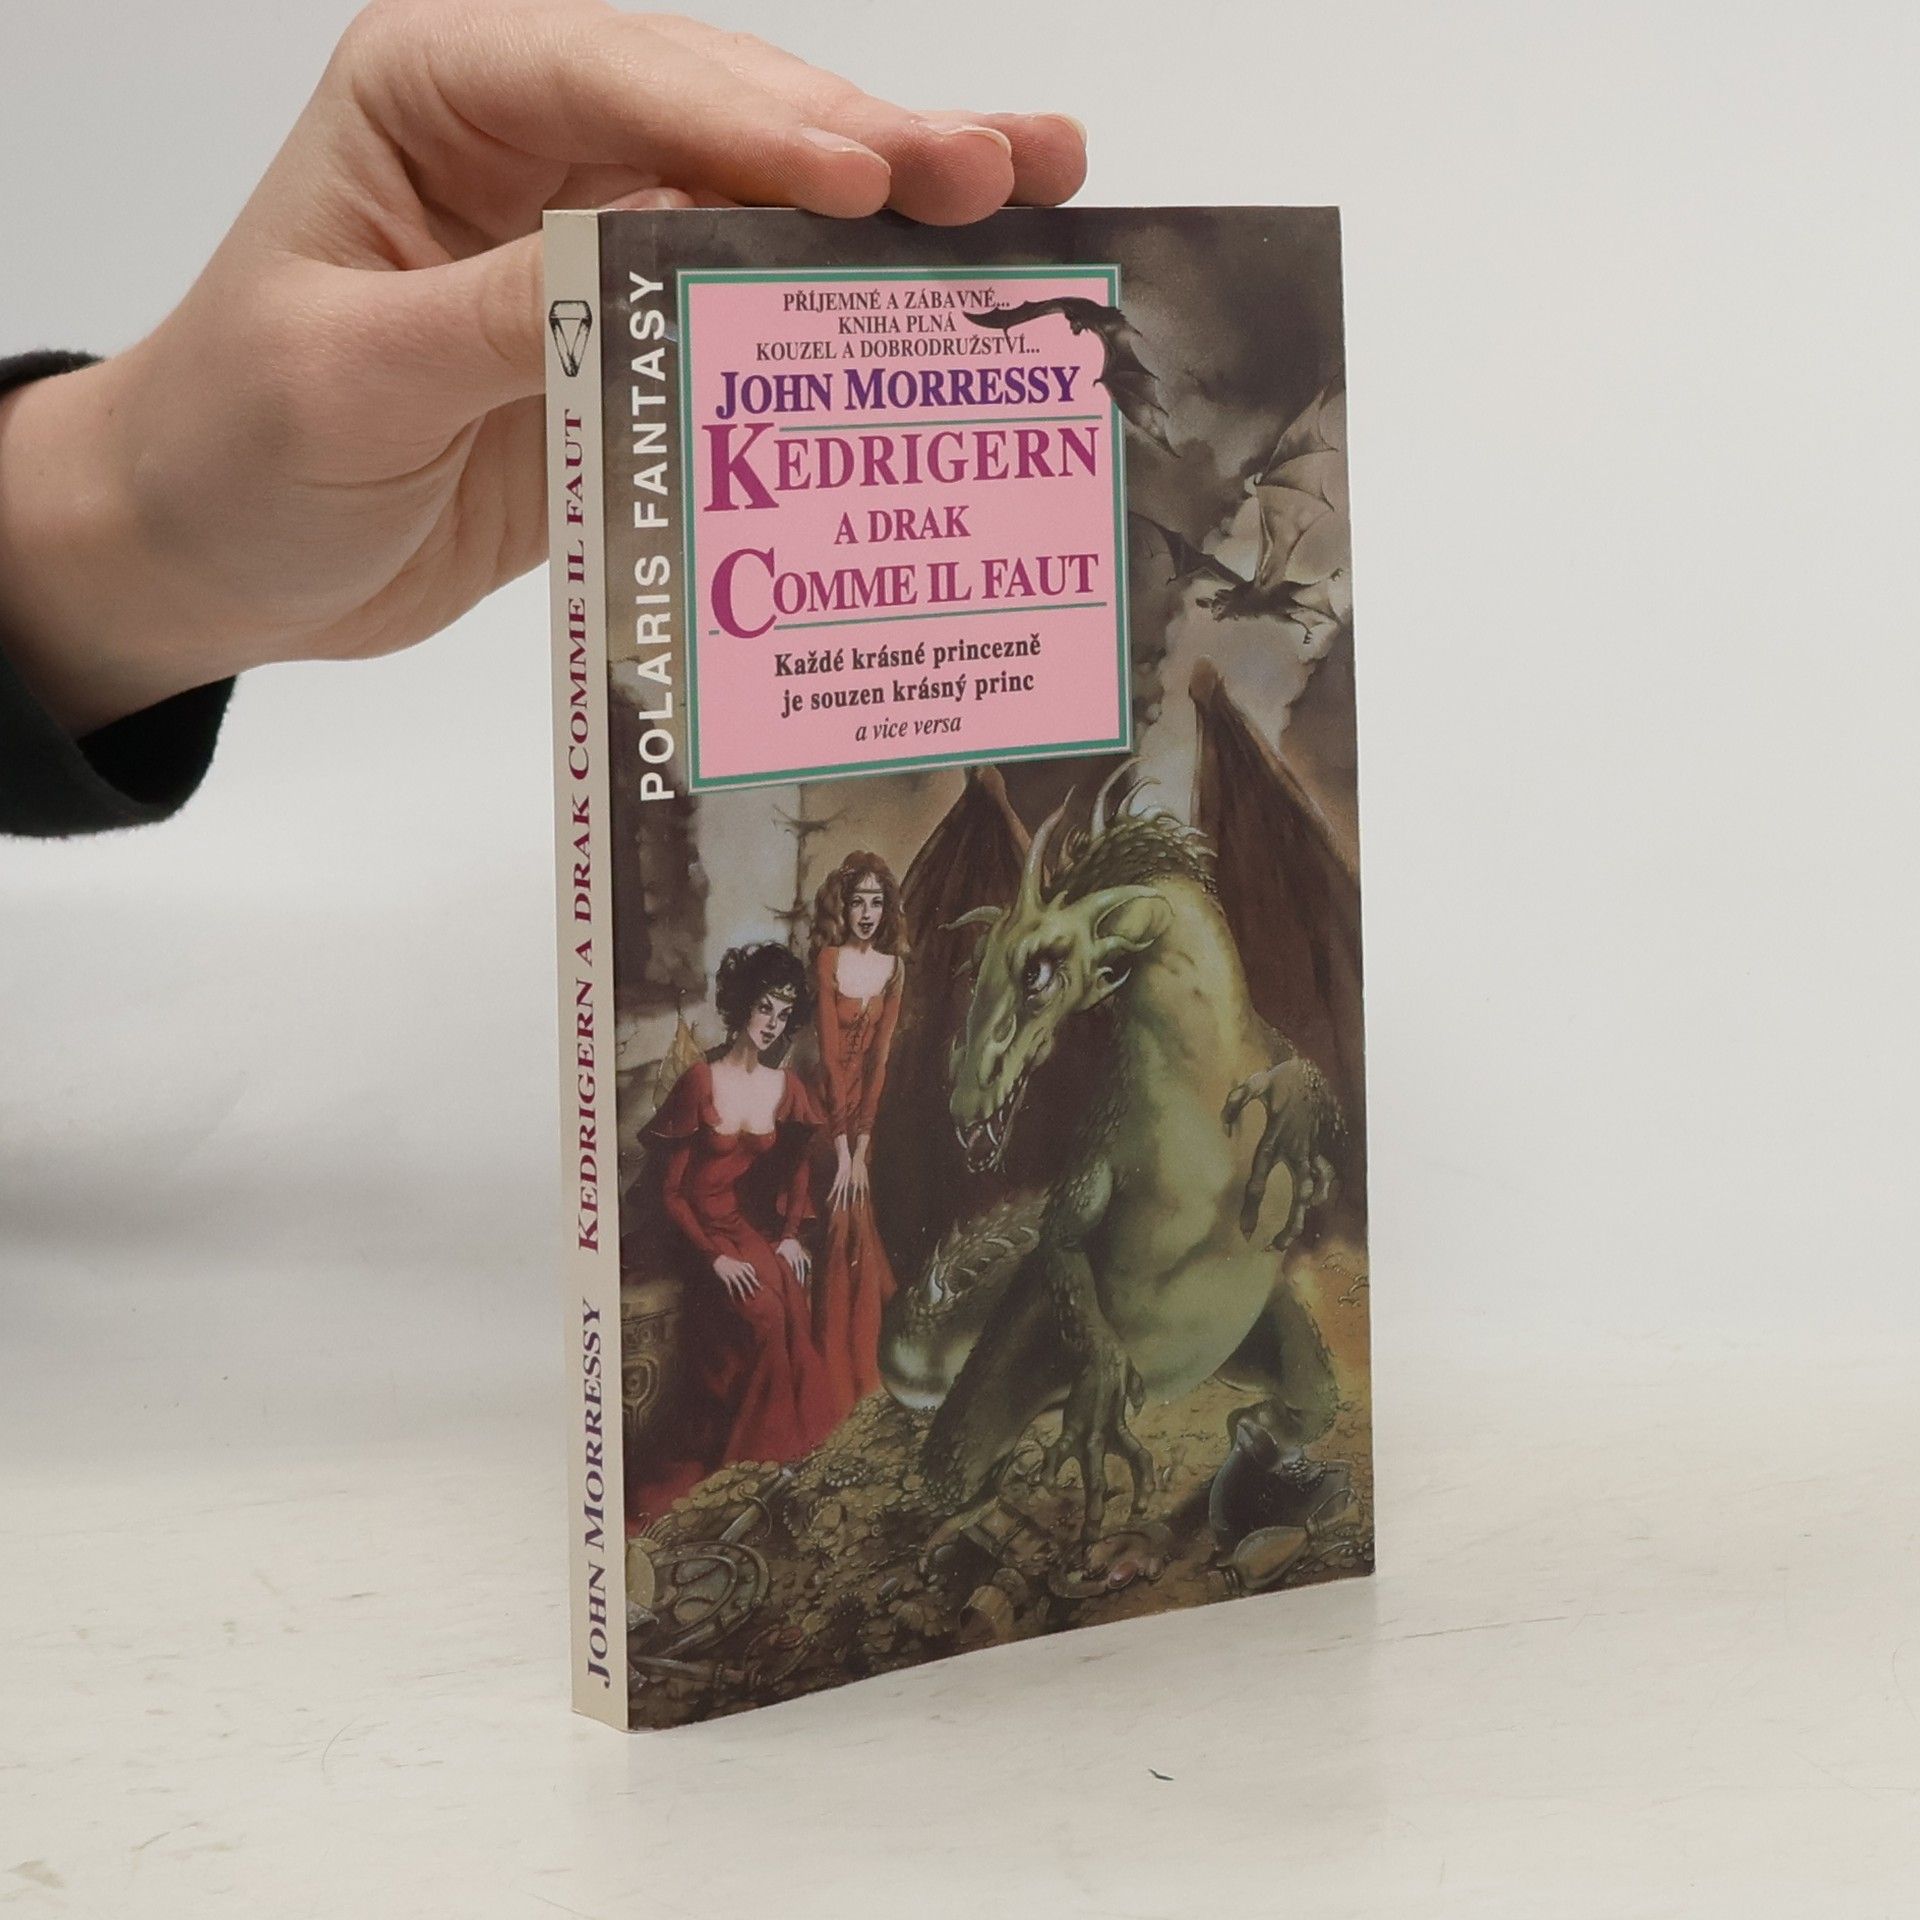 PŘÍJEMNÉ A ZÁBAVNÉ...
KNIHA PLNÁ
KOUZEL A DOBRODRUŽSTVÍ...
JOHN MORRESSY
KEDRIGERN
A DRAK
COMME IL FAUT
Každé krásné princezně
je souzen krásný princ
a vice versa
POLARIS FANTASY
JOHN MORRESSY KEDRIGERN A DRAK COMME IL FAUT